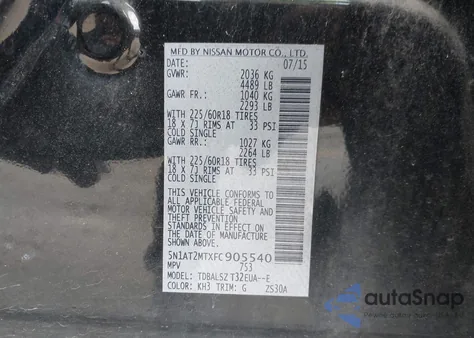 MFD BY NISSAN MOTOR CO., LTD.
DATE: 07/15
GVWR: 2036 KG
4489 LB
GAWR FR.: 1040 KG
2293 LB
WITH 225/60R18 TIRES
18 X 7J RIMS AT 33 PSI
COLD SINGLE
GAWR RR.: 1027 KG
2264 LB
WITH 225/60R18 TIRES
18 X 7J RIMS AT 33 PSI
COLD SINGLE
THIS VEHICLE CONFORMS TO
ALL APPLICABLE FEDERAL
MOTOR VEHICLE SAFETY AND
THEFT PREVENTION
STANDARDS IN EFFECT ON
THE DATE OF MANUFACTURE
SHOWN ABOVE.
5N1AT2MTXFC905540
MPV 7S3
MODEL: TDBALSZ T32EUA--E
COLOR: KH3 TRIM: G 2S30A
autoSnap